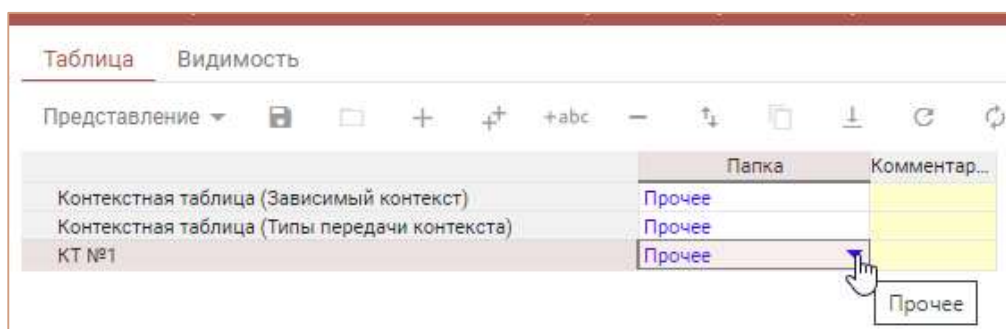 Таблица Видимость
Представление +abc
Папка Комментар...
Контекстная таблица (Зависимый контекст) Прочее
Контекстная таблица (Типы передачи контекста) Прочее
КТ №1 Прочее
Прочее